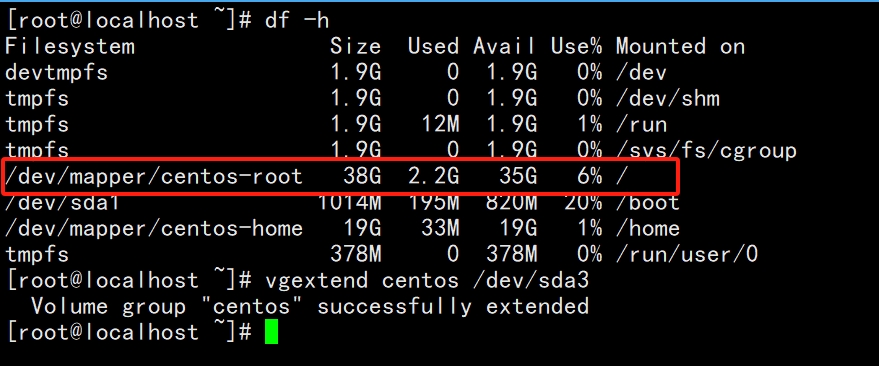 [root@localhost ~]# df -h
Filesystem Size Used Avail Use% Mounted on
devtmpfs 1.9G 0 1.9G 0% /dev
tmpfs 1.9G 0 1.9G 0% /dev/shm
tmpfs 1.9G 12M 1.9G 1% /run
tmpfs 1.9G 0 1.9G 0% /sys/fs/cgroup
/dev/mapper/centos-root 38G 2.2G 35G 6% /
/dev/sda1 1014M 195M 820M 20% /boot
/dev/mapper/centos-home 19G 33M 19G 1% /home
tmpfs 378M 0 378M 0% /run/user/0
[root@localhost ~]# vgextend centos /dev/sda3
Volume group "centos" successfully extended
[root@localhost ~]#